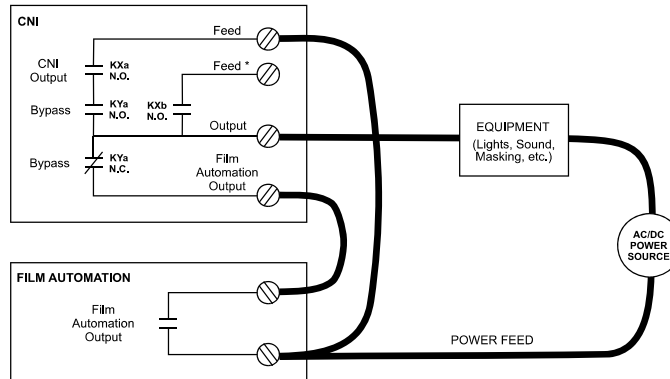 CNI
Feed
CNI
Output
KXa
N.O.
Feed *
Bypass
KYa
N.O.
KXb
N.O.
Output
Bypass
KYa
N.C.
Film
Automation
Output
EQUIPMENT
(Lights, Sound,
Masking, etc.)
AC/DC
POWER
SOURCE
FILM AUTOMATION
Film
Automation
Output
POWER FEED